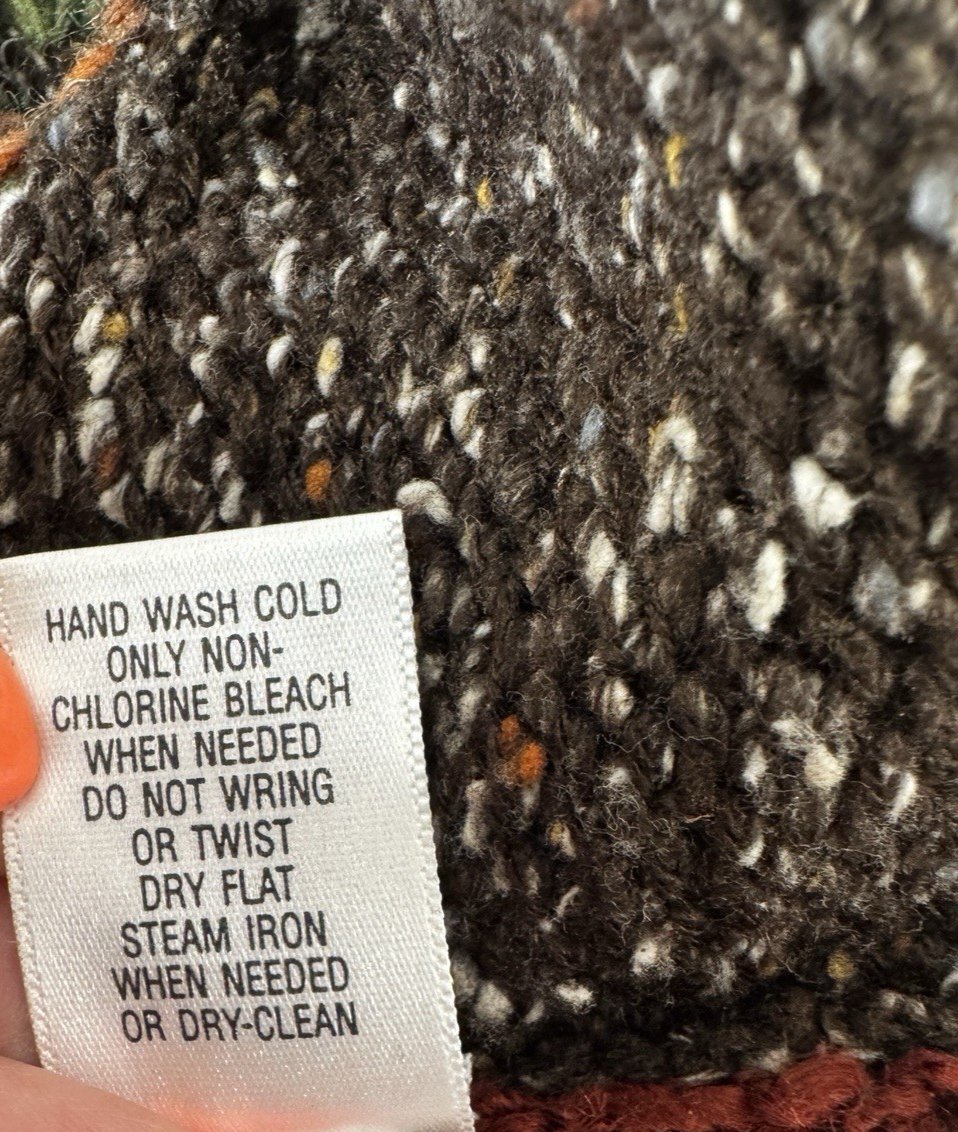 HAND WASH COLD
ONLY NON-
CHLORINE BLEACH
WHEN NEEDED
DO NOT WRING
OR TWIST
DRY FLAT
STEAM IRON
WHEN NEEDED
OR DRY-CLEAN